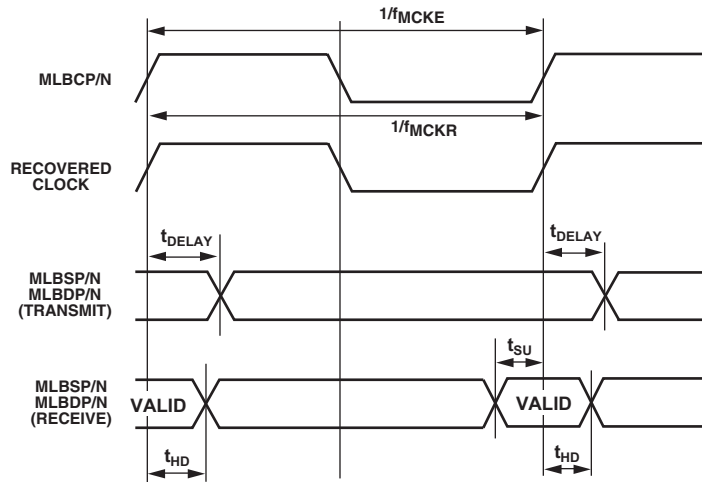 1/fMCKE
MLBCP/N
1/fMCKR
RECOVERED
CLOCK
tDELAY
tDELAY
MLBSP/N
MLBDP/N
(TRANSMIT)
tSU
MLBSP/N
MLBDP/N
(RECEIVE)
VALID
VALID
tHD
tHD